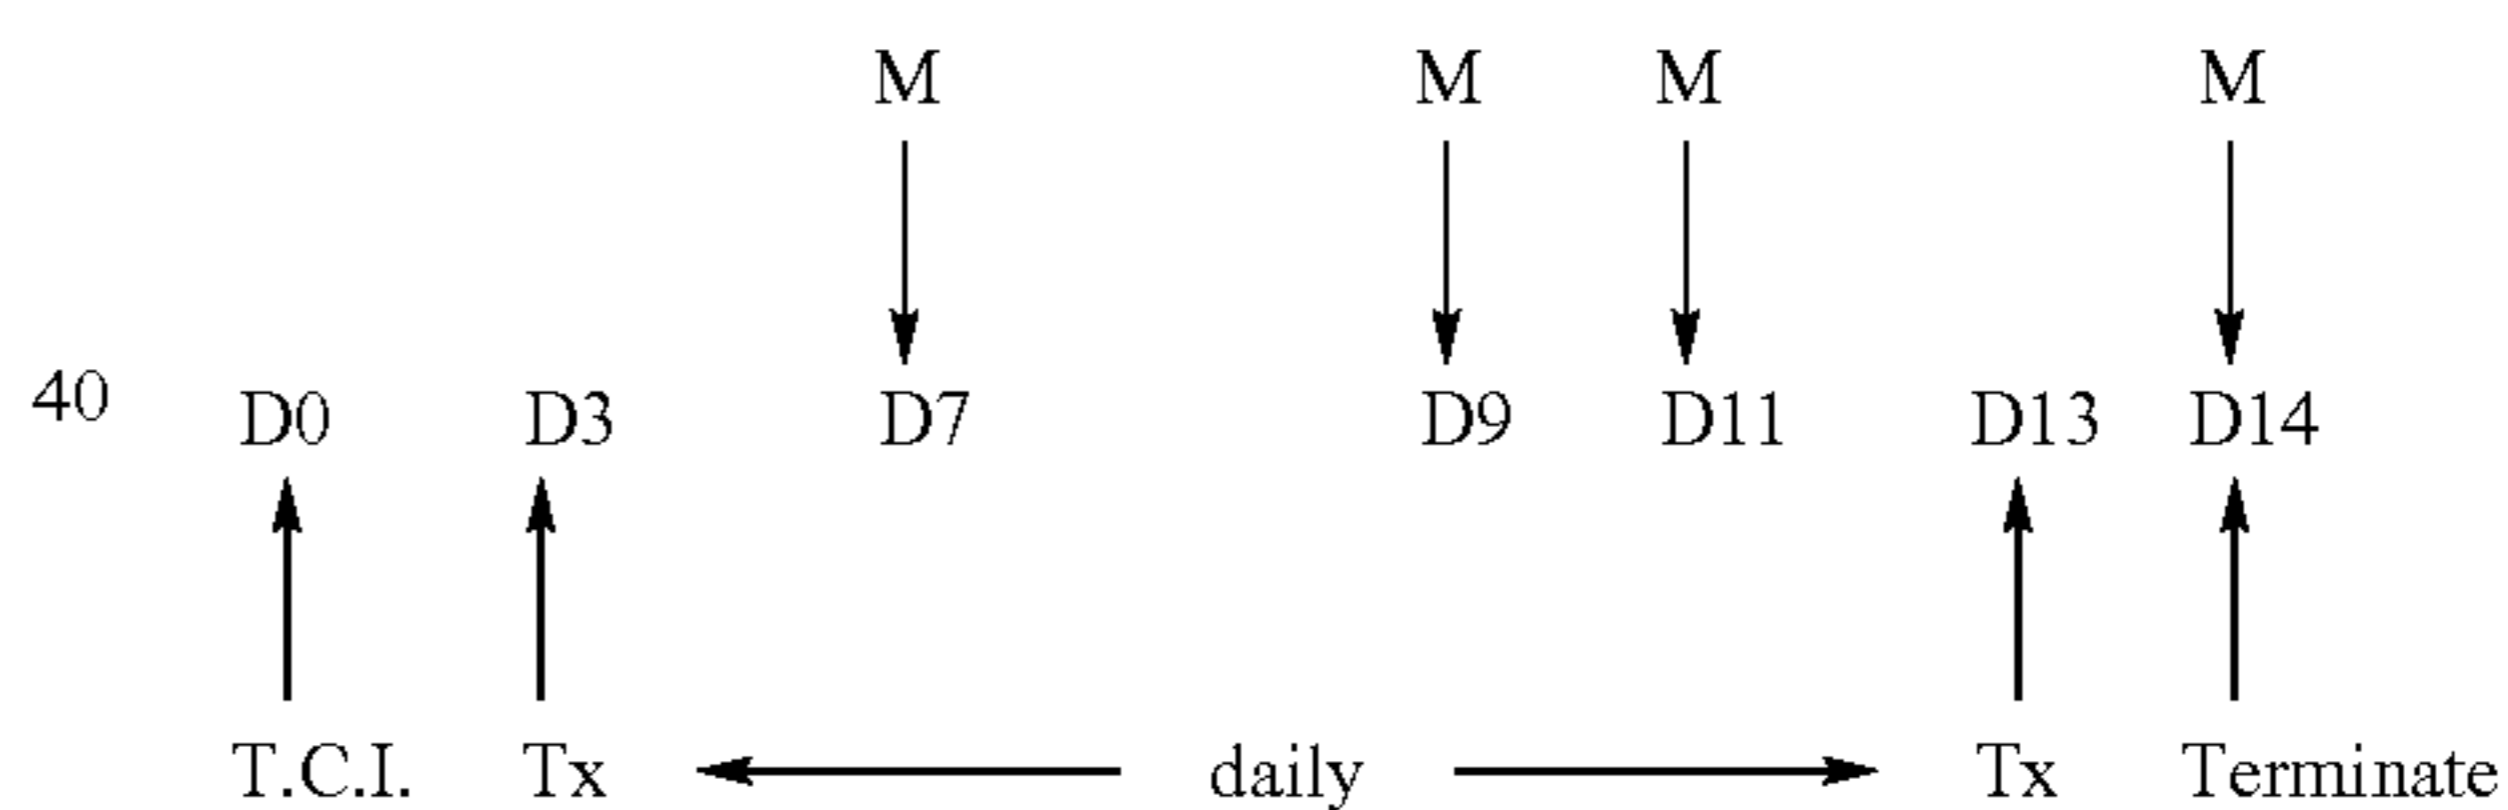 M M M M
40 D0 D3 D7 D9 D11 D13 D14
T.C.I. Tx daily Tx Terminate